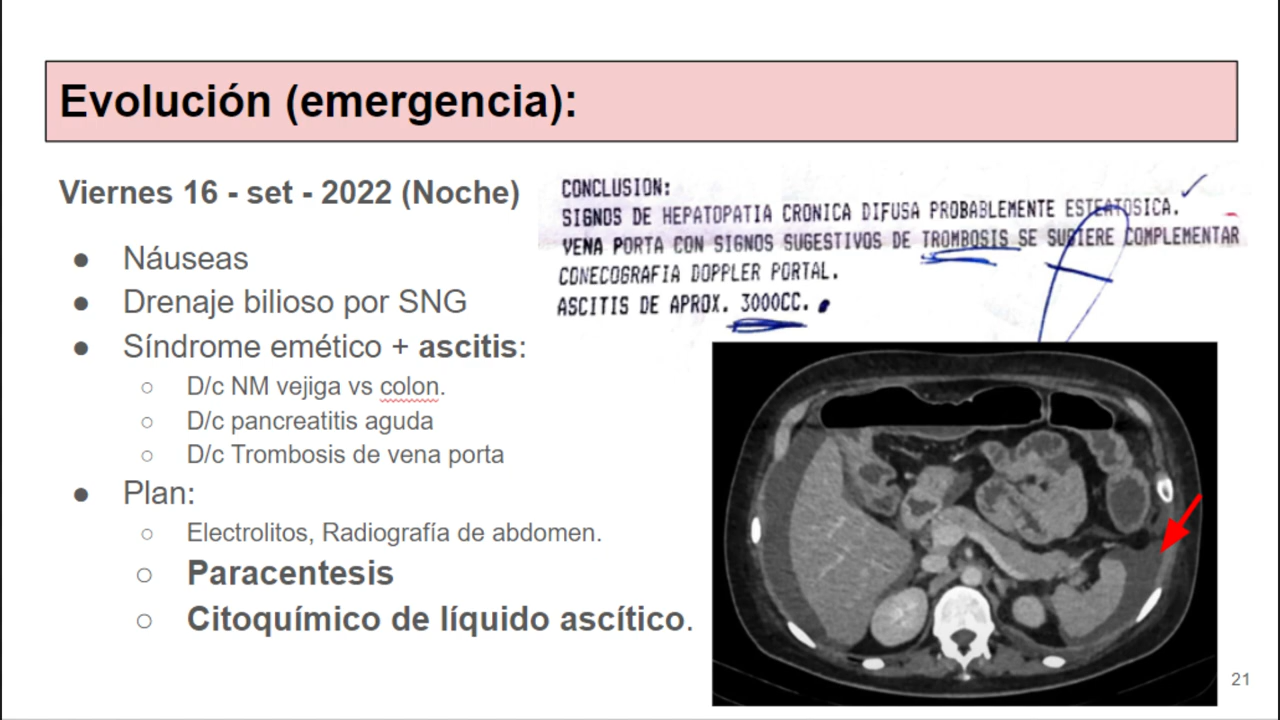 Evolución (emergencia):
Viernes 16 - set - 2022 (Noche)
● Náuseas
● Drenaje bilioso por SNG
● Síndrome emético + ascitis:
○ D/c NM vejiga vs colon.
○ D/c pancreatitis aguda
○ D/c Trombosis de vena porta
● Plan:
○ Electrolitos, Radiografía de abdomen.
○ Paracentesis
○ Citoquímico de líquido ascítico.
CONCLUSION:
SIGNOS DE HEPATOPATIA CRONICA DIFUSA PROBABLEMENTE ESTEATOSICA.
VENA PORTA CON SIGNOS SUGESTIVOS DE TROMBOSIS SE SUGIERE COMPLEMENTAR
CONECOGRAFIA DOPPLER PORTAL.
ASCITIS DE APROX. 3000CC.
21